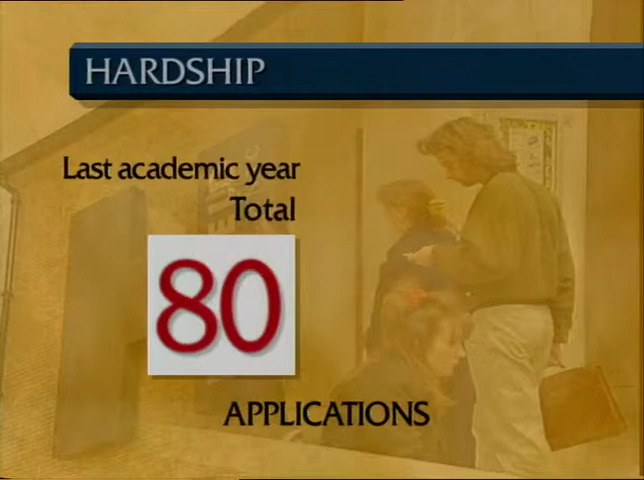 HARDSHIP
Last academic year
Total
80
APPLICATIONS